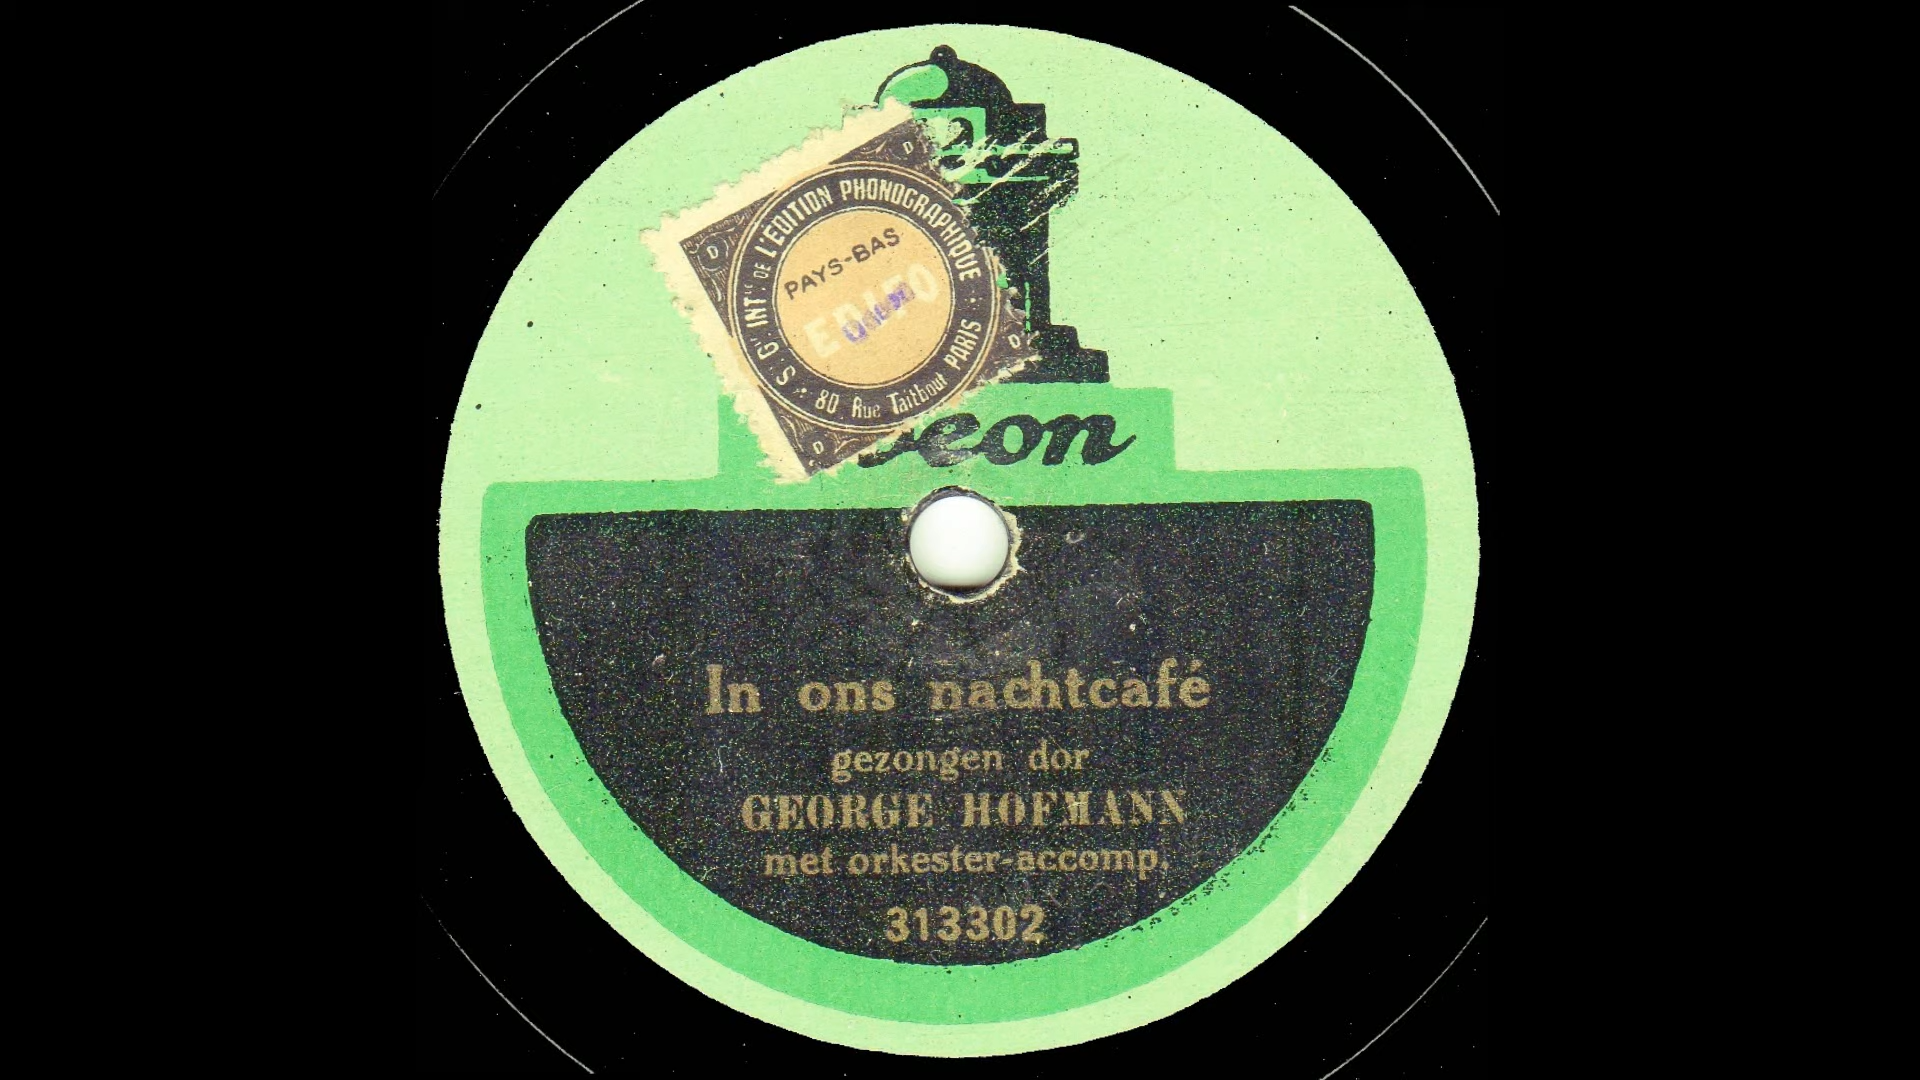 S. Gle INTle DE L'ÉDITION PHONOGRAPHIQUE
80 Rue Taitbout PARIS
PAYS-BAS
EDIFO
D
D
D
D
eon
In ons nachtcafé
gezongen dor
GEORGE HOFMANN
met orkester-accomp.
313302